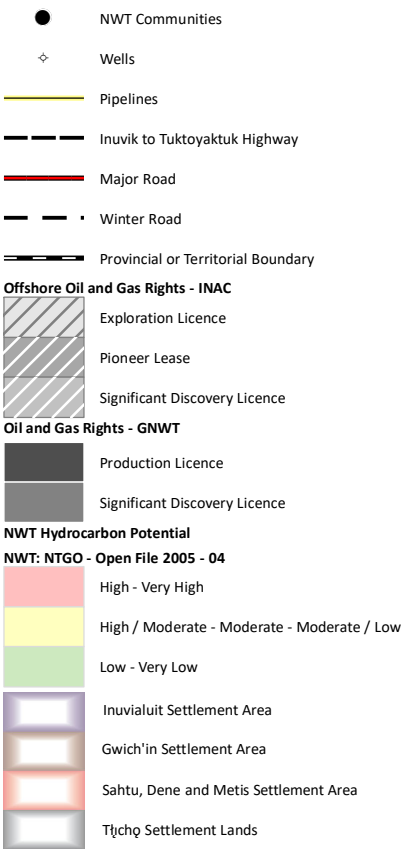 NWT Communities
Wells
Pipelines
Inuvik to Tuktoyaktuk Highway
Major Road
Winter Road
Provincial or Territorial Boundary
Offshore Oil and Gas Rights - INAC
Exploration Licence
Pioneer Lease
Significant Discovery Licence
Oil and Gas Rights - GNWT
Production Licence
Significant Discovery Licence
NWT Hydrocarbon Potential
NWT: NTGO - Open File 2005 - 04
High - Very High
High / Moderate - Moderate - Moderate / Low
Low - Very Low
Inuvialuit Settlement Area
Gwich'in Settlement Area
Sahtu, Dene and Metis Settlement Area
Tłı̨chǫ Settlement Lands